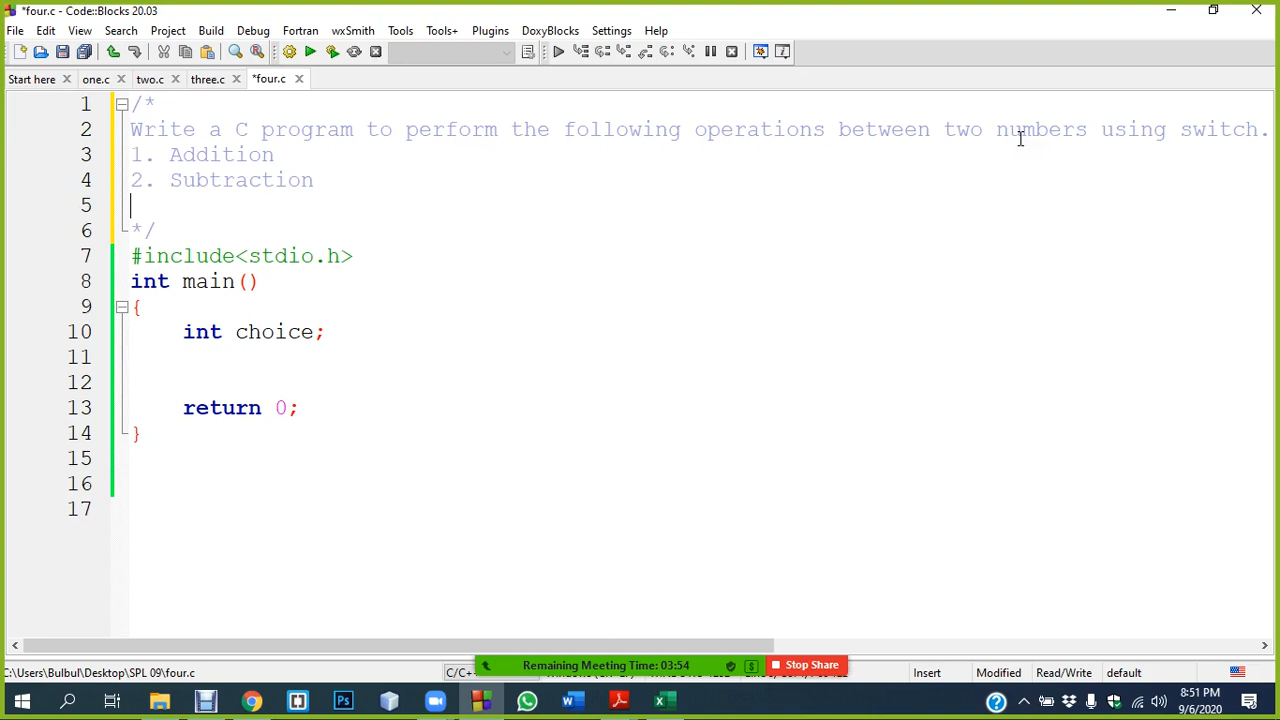 *four.c - Code::Blocks 20.03
File Edit View Search Project Build Debug Fortran wxSmith Tools Tools+ Plugins DoxyBlocks Settings Help
Start here one.c two.c three.c *four.c
1 /*
2 Write a C program to perform the following operations between two numbers using switch.
3 1. Addition
4 2. Subtraction
5
6 */
7 #include<stdio.h>
8 int main()
9 {
10 int choice;
11
12
13 return 0;
14 }
15
16
17
Remaining Meeting Time: 03:54 Stop Share
C:\Users\Bulbul\Desktop\SPL 09\four.c C/C+ Insert Modified Read/Write default
8:51 PM
9/6/2020